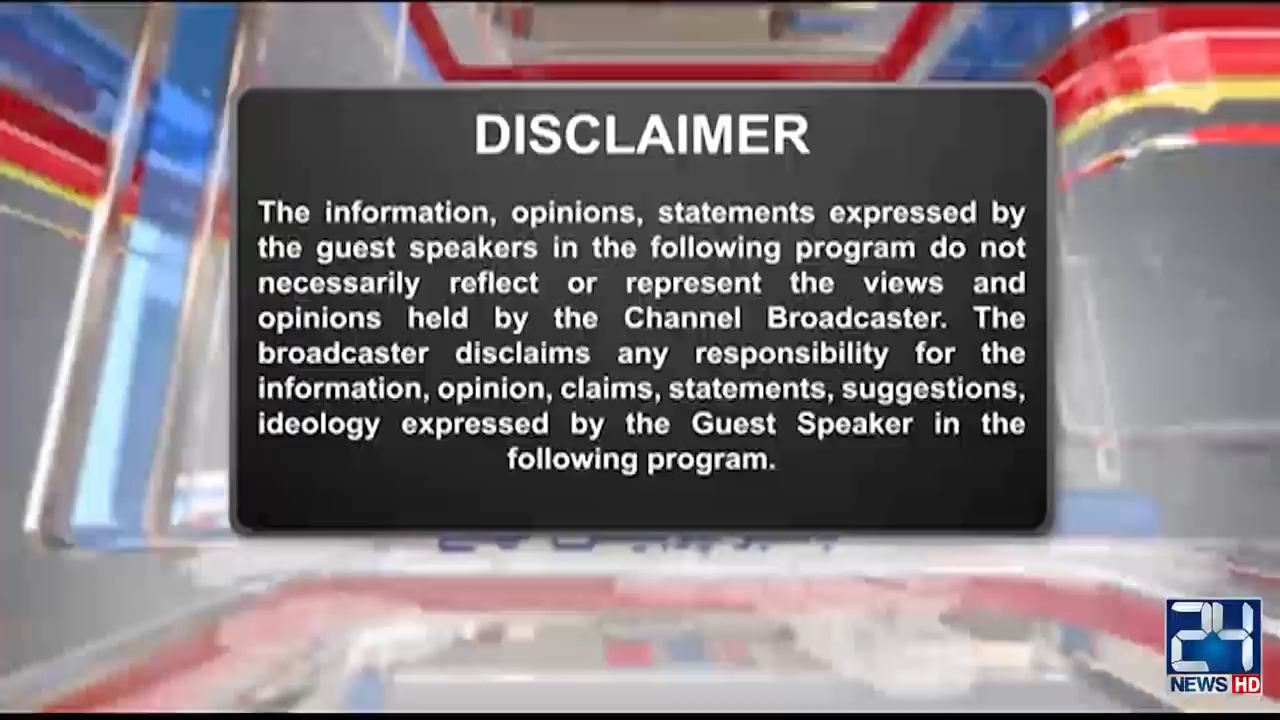 DISCLAIMER
The information, opinions, statements expressed by
the guest speakers in the following program do not
necessarily reflect or represent the views and
opinions held by the Channel Broadcaster. The
broadcaster disclaims any responsibility for the
information, opinion, claims, statements, suggestions,
ideology expressed by the Guest Speaker in the
following program.
24
NEWS HD